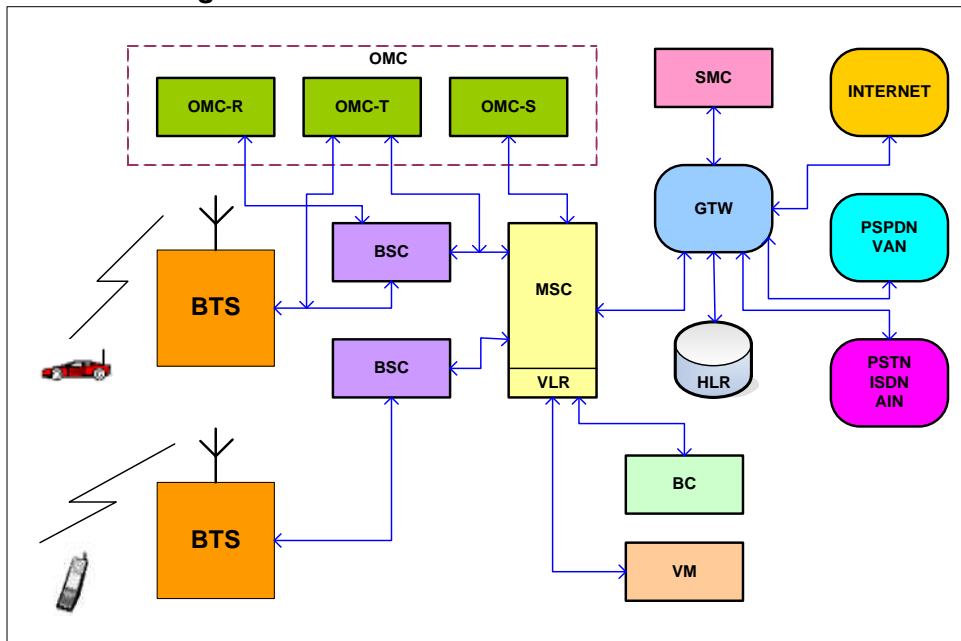 OMC
OMC-R
OMC-T
OMC-S
SMC
INTERNET
GTW
PSPDN
VAN
BSC
MSC
BTS
BSC
VLR
HLR
PSTN
ISDN
AIN
BC
BTS
VM